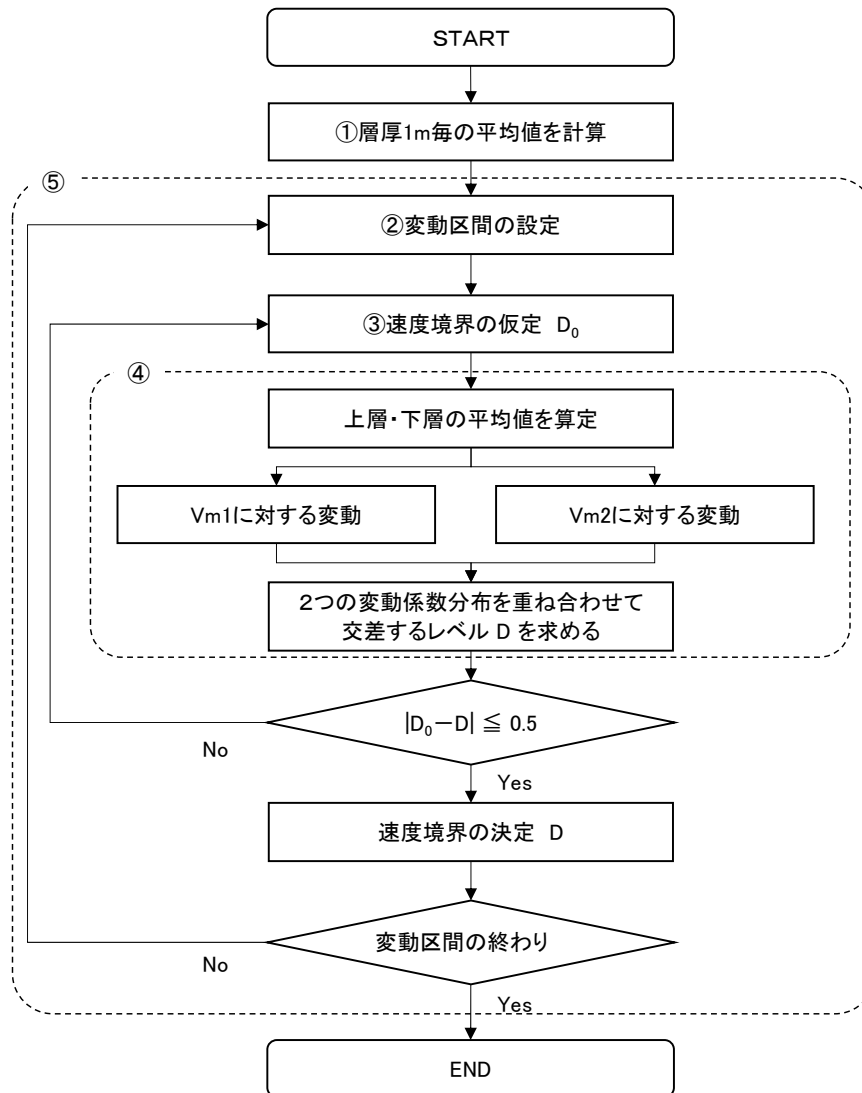 START
①層厚1m毎の平均値を計算
⑤
②変動区間の設定
③速度境界の仮定 D₀
④
上層・下層の平均値を算定
Vm1に対する変動
Vm2に対する変動
２つの変動係数分布を重ね合わせて
交差するレベル D を求める
|D₀－D| ≦ 0.5
No
Yes
速度境界の決定 D
変動区間の終わり
No
Yes
END